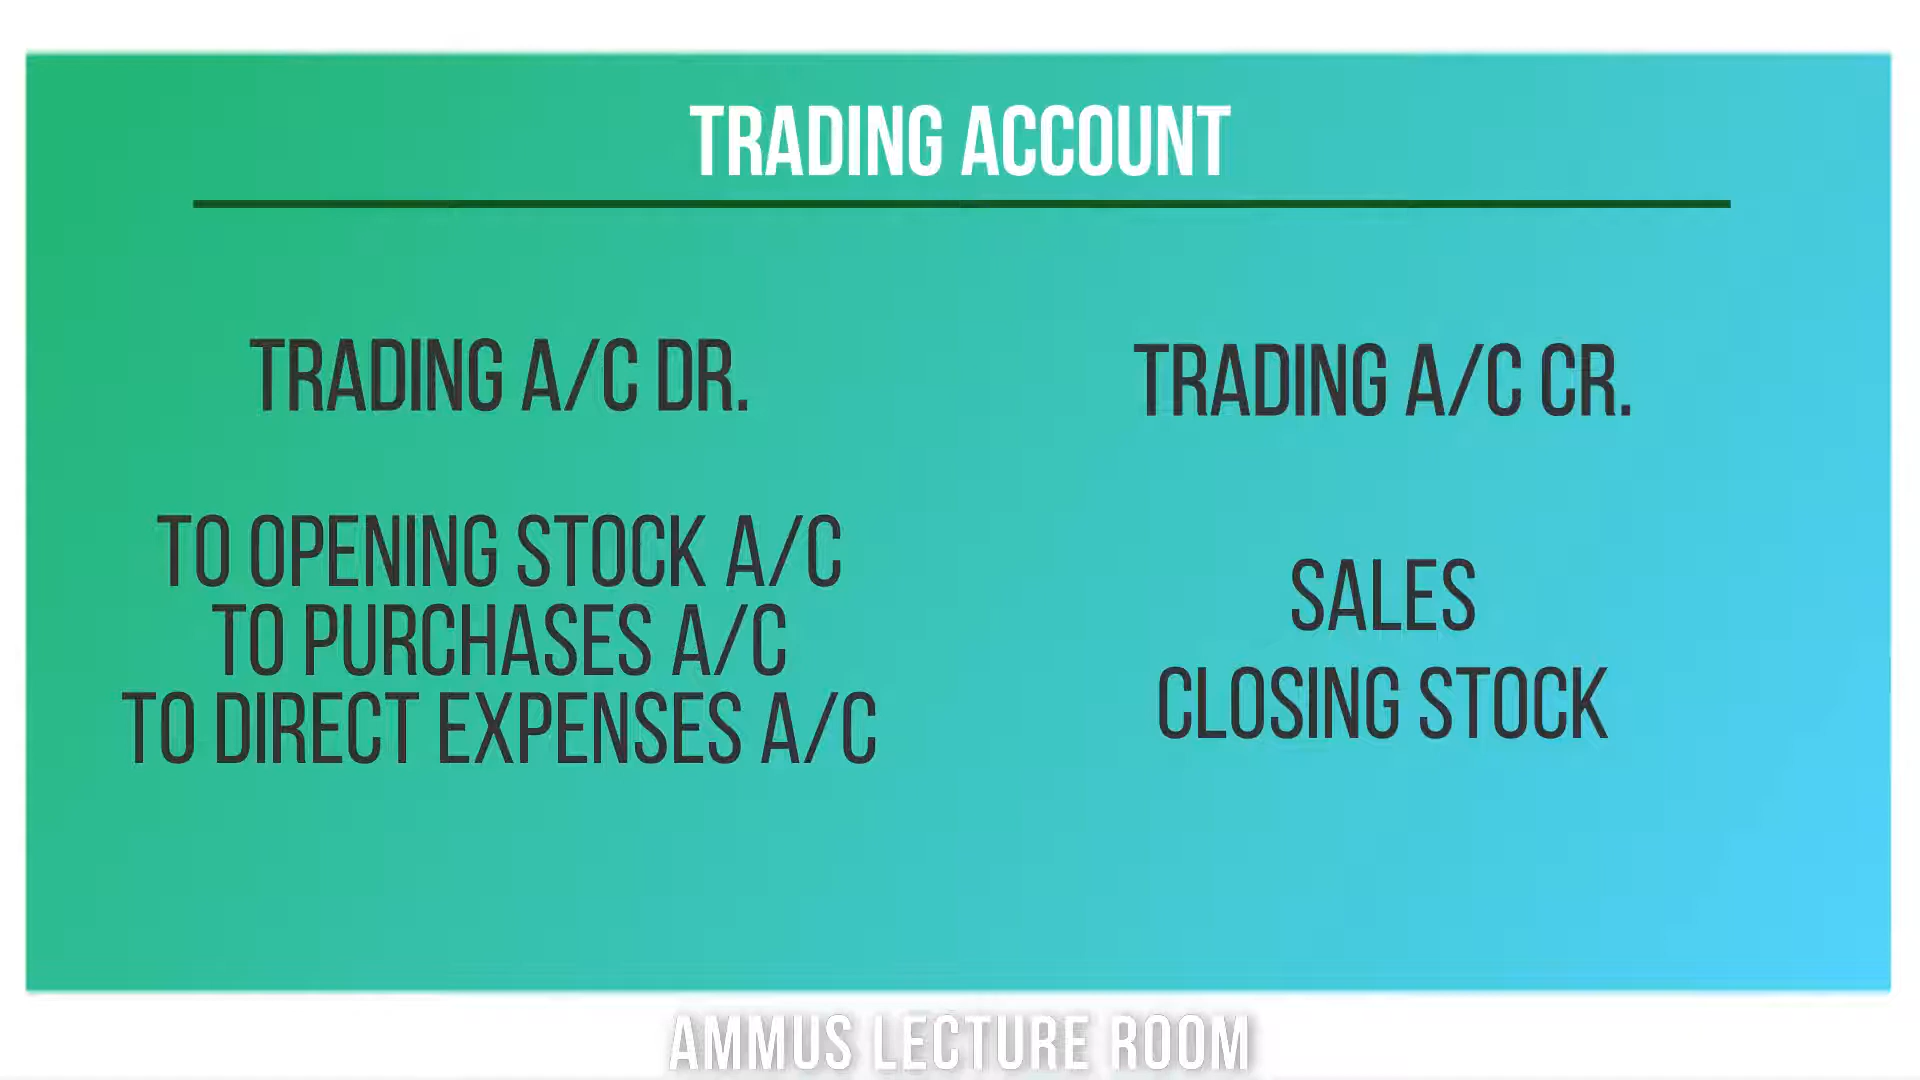 TRADING ACCOUNT
TRADING A/C DR.
TO OPENING STOCK A/C
TO PURCHASES A/C
TO DIRECT EXPENSES A/C
TRADING A/C CR.
SALES
CLOSING STOCK
AMMUS LECTURE ROOM